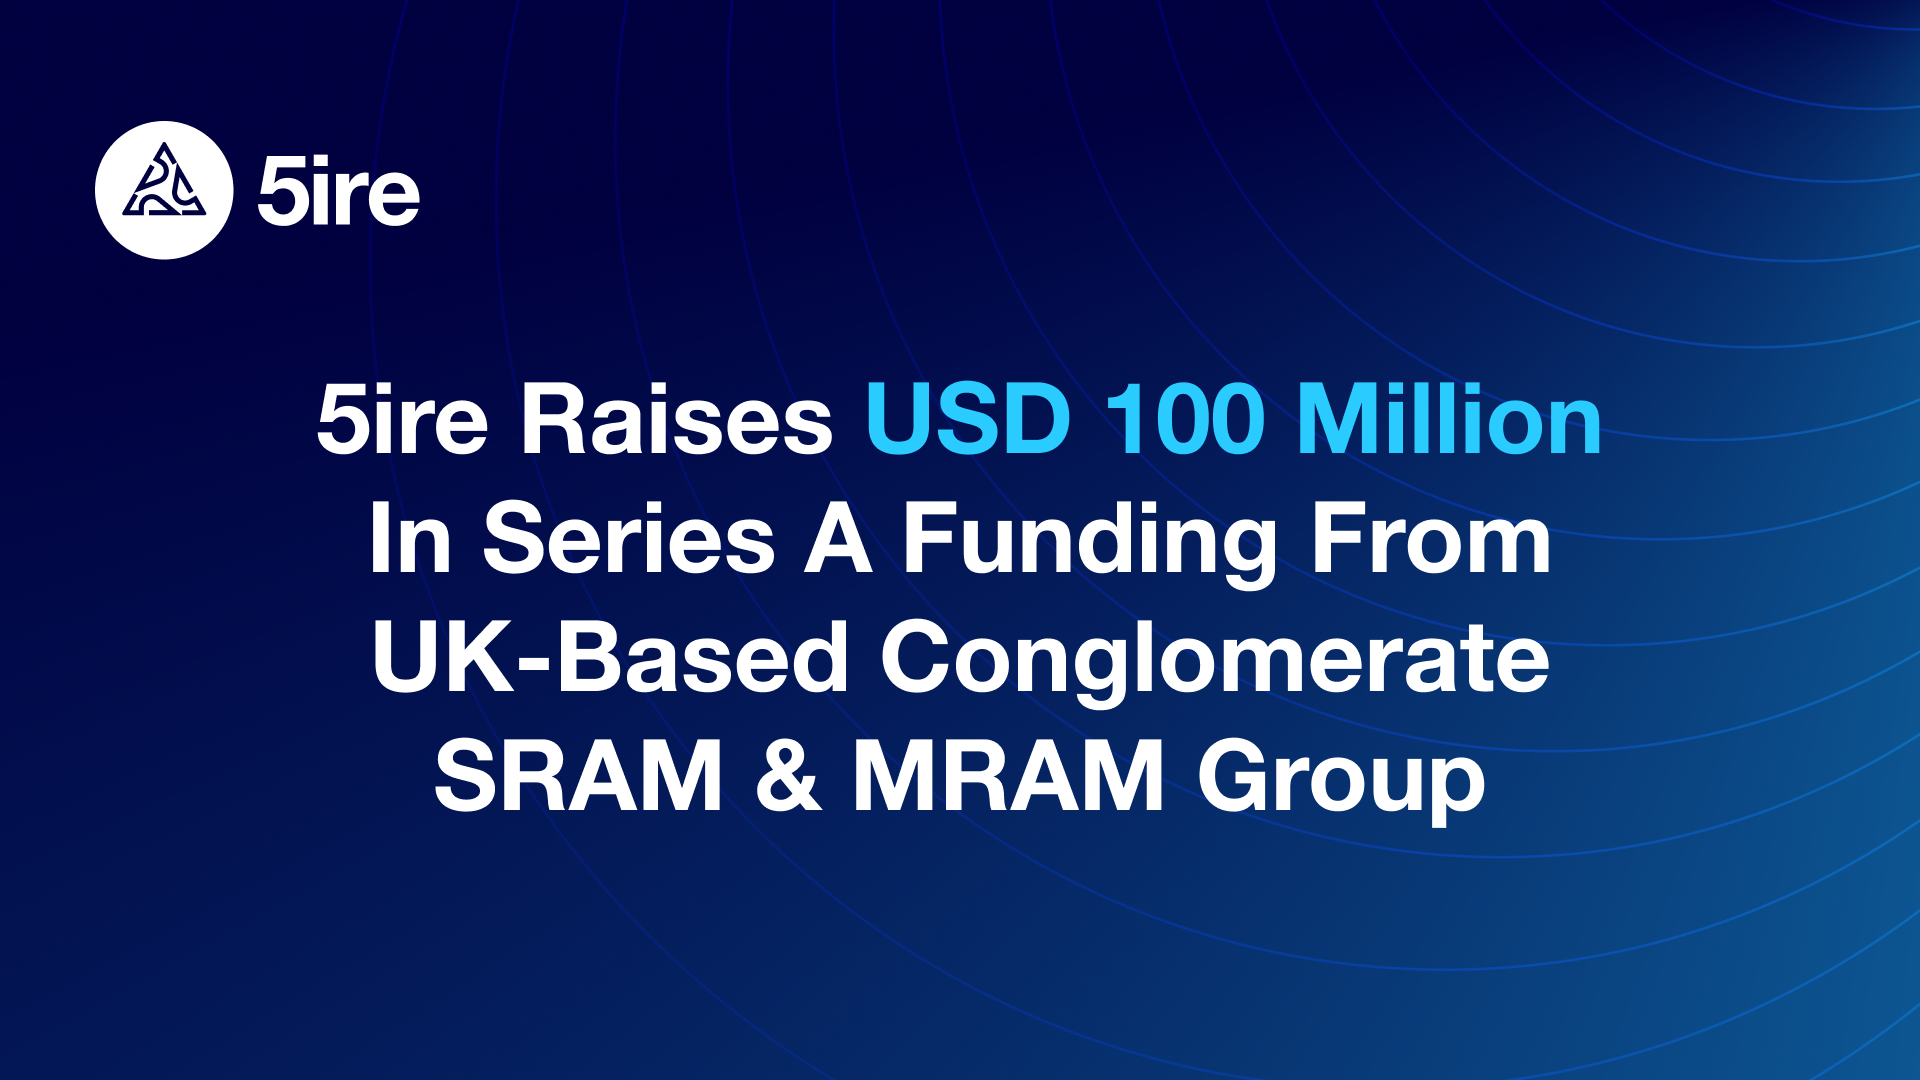 5ire
5ire Raises USD 100 Million
In Series A Funding From
UK-Based Conglomerate
SRAM & MRAM Group